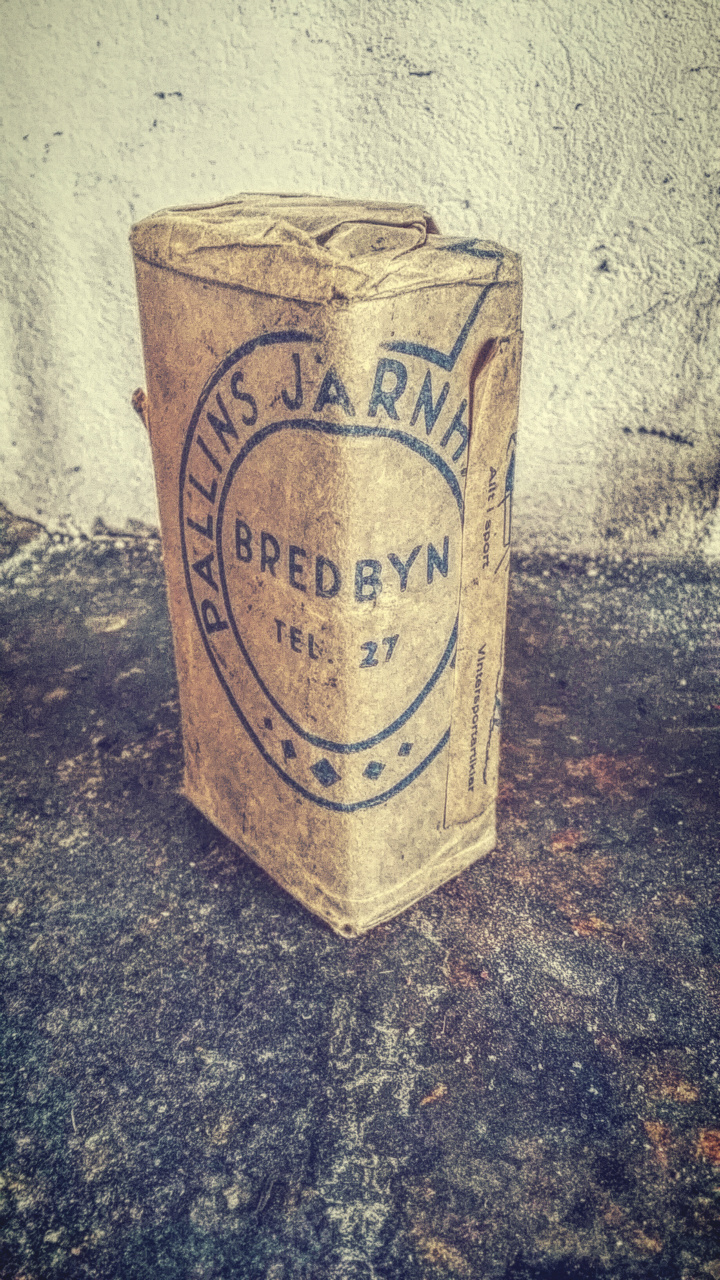 PALLINS JÄRNH.
BREDBYN
TEL. 27
Allt i sport
Vintersportartiklar